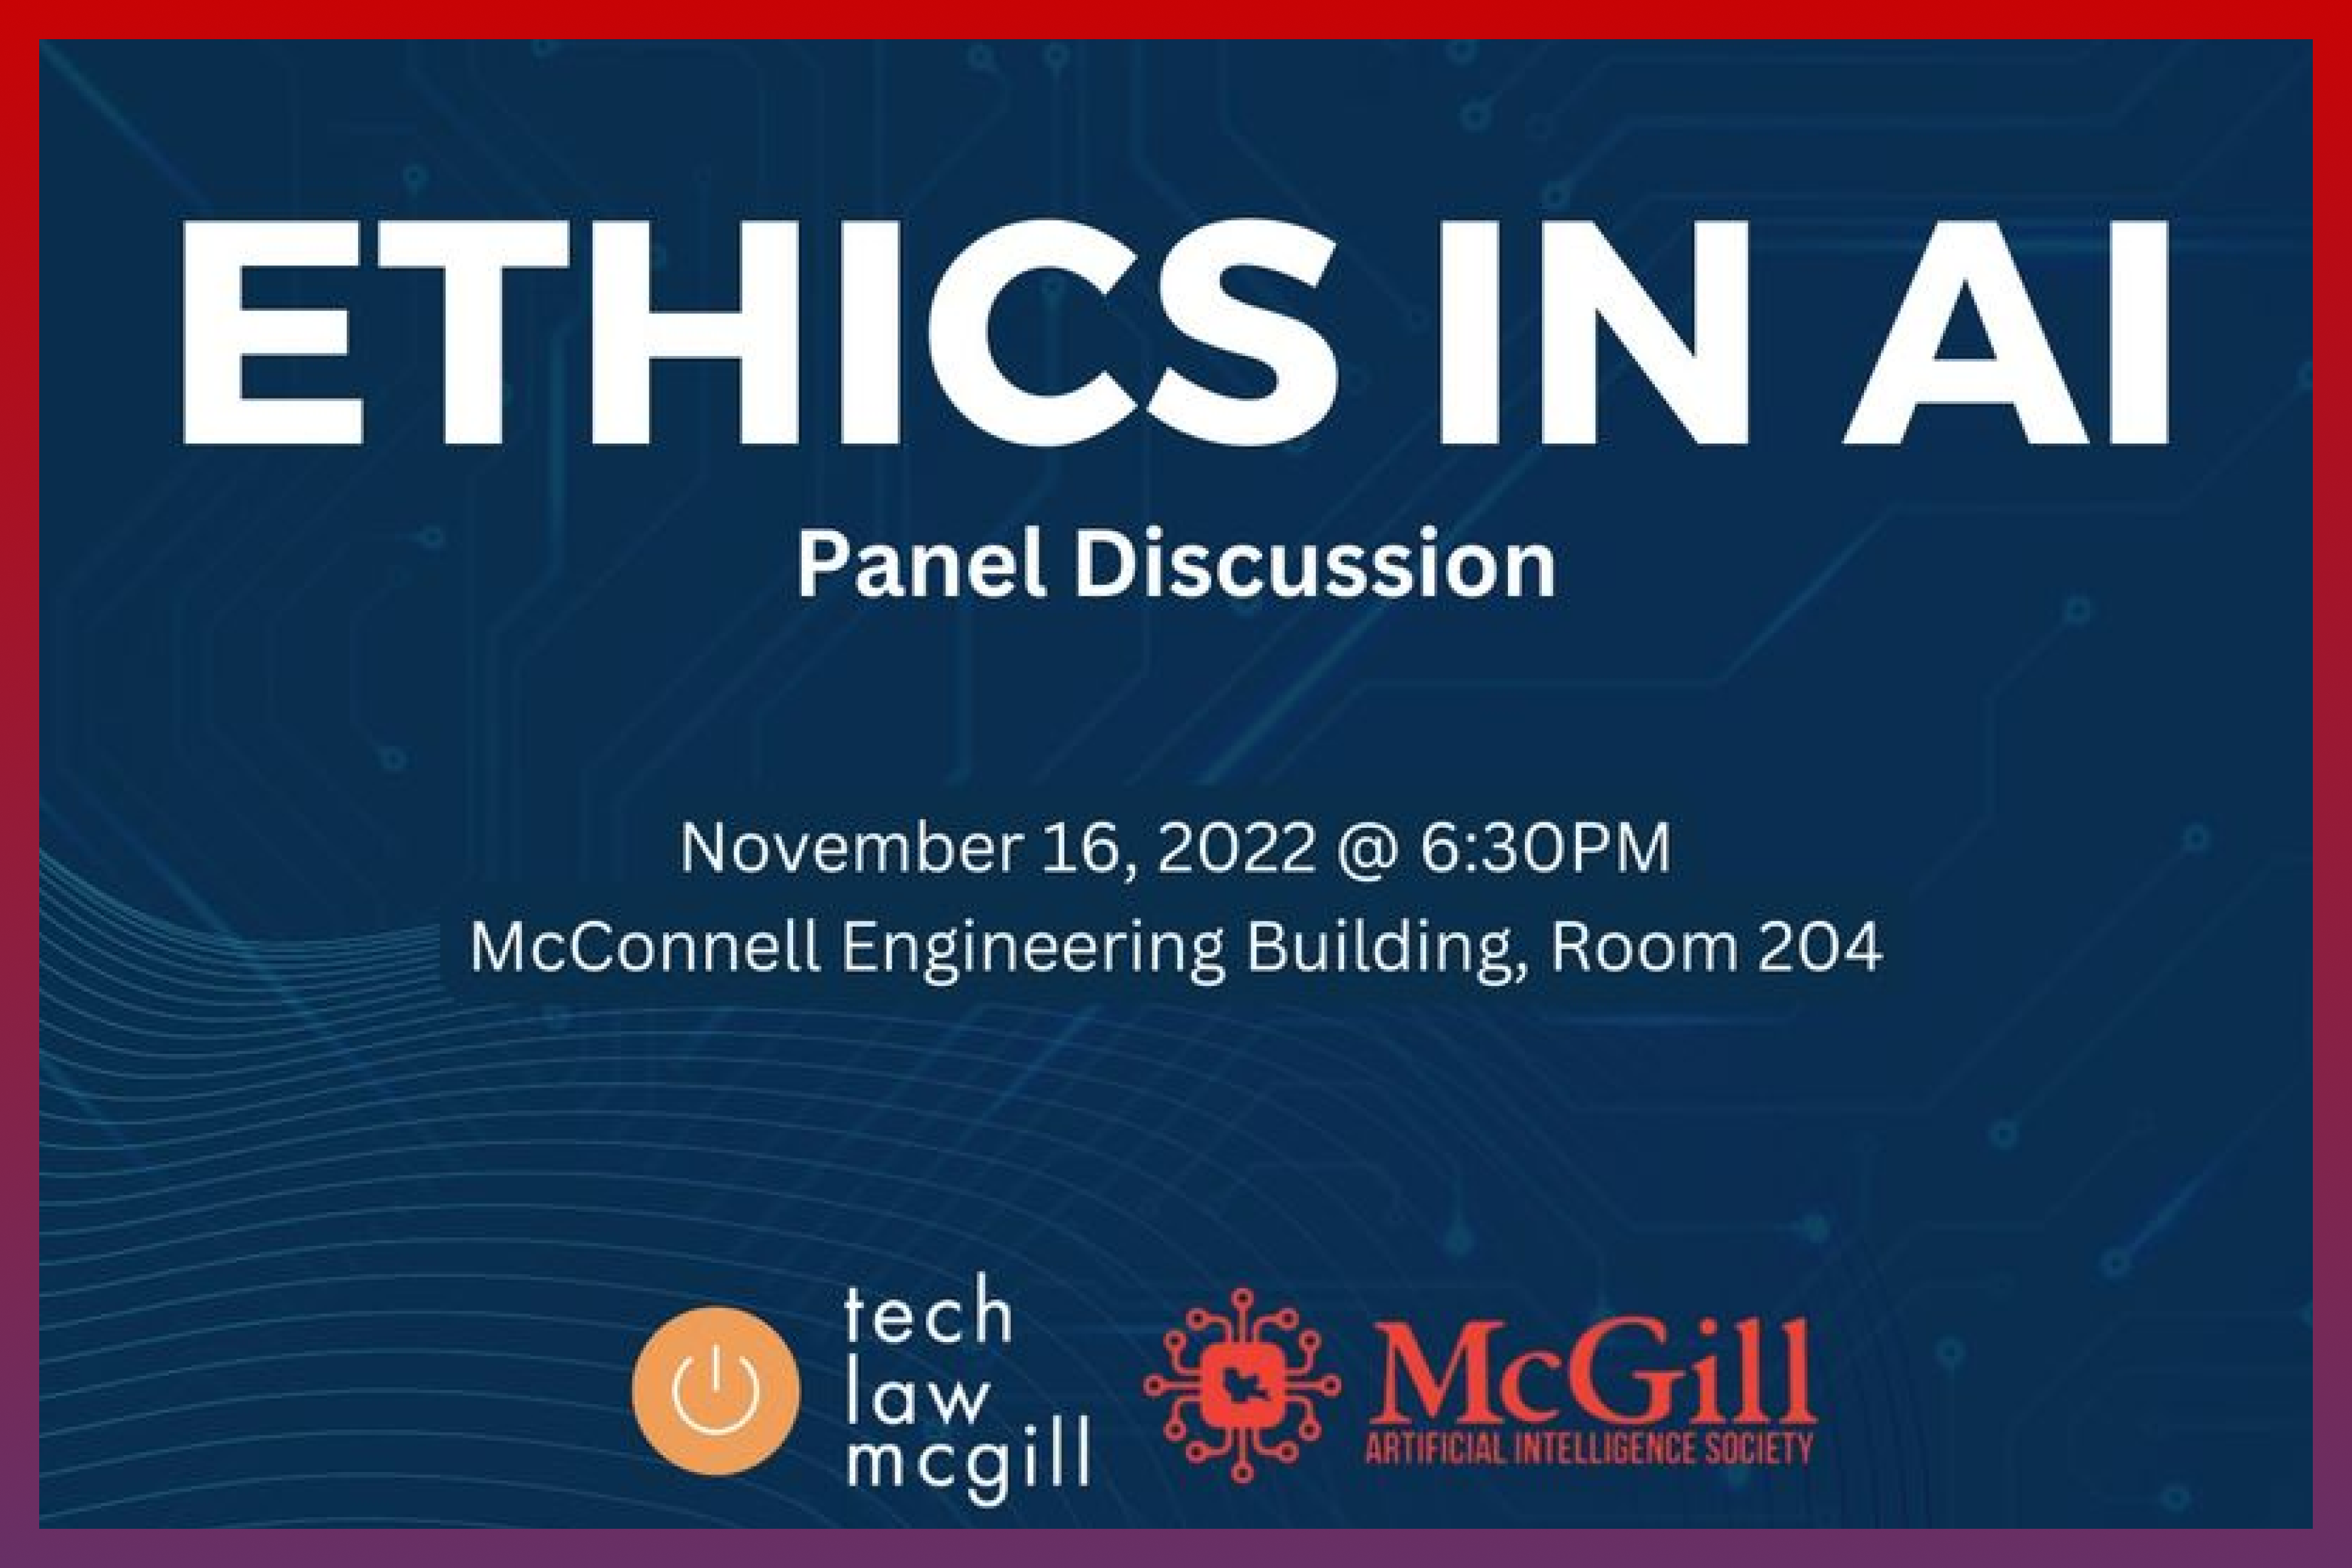 ETHICS IN AI
Panel Discussion
November 16, 2022 @ 6:30PM
McConnell Engineering Building, Room 204
tech
law
mcgill
McGill
ARTIFICIAL INTELLIGENCE SOCIETY